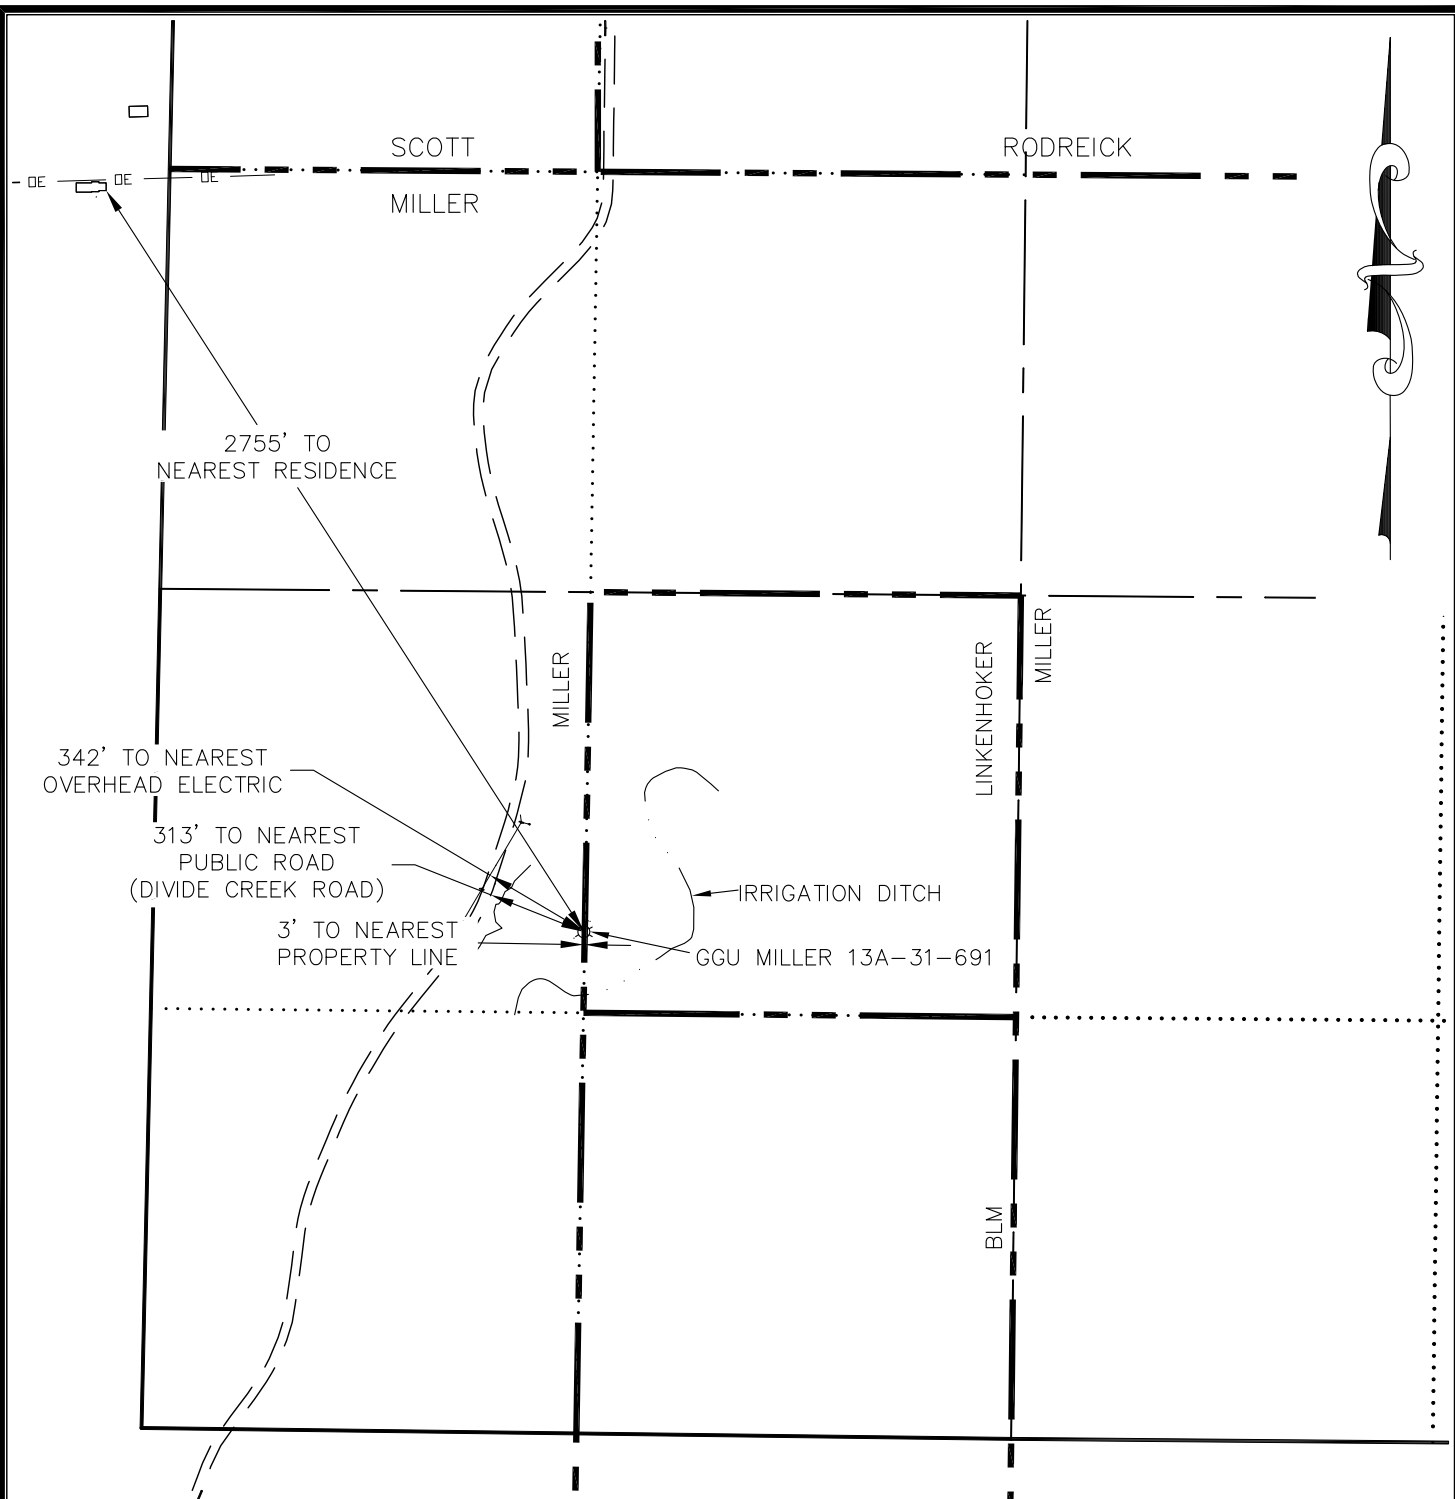 SCOTT
RODREICK
OE OE OE
MILLER
2755' TO
NEAREST RESIDENCE
MILLER
LINKENHOKER
MILLER
342' TO NEAREST
OVERHEAD ELECTRIC
313' TO NEAREST
PUBLIC ROAD
(DIVIDE CREEK ROAD)
IRRIGATION DITCH
3' TO NEAREST
PROPERTY LINE
GGU MILLER 13A-31-691
BLM